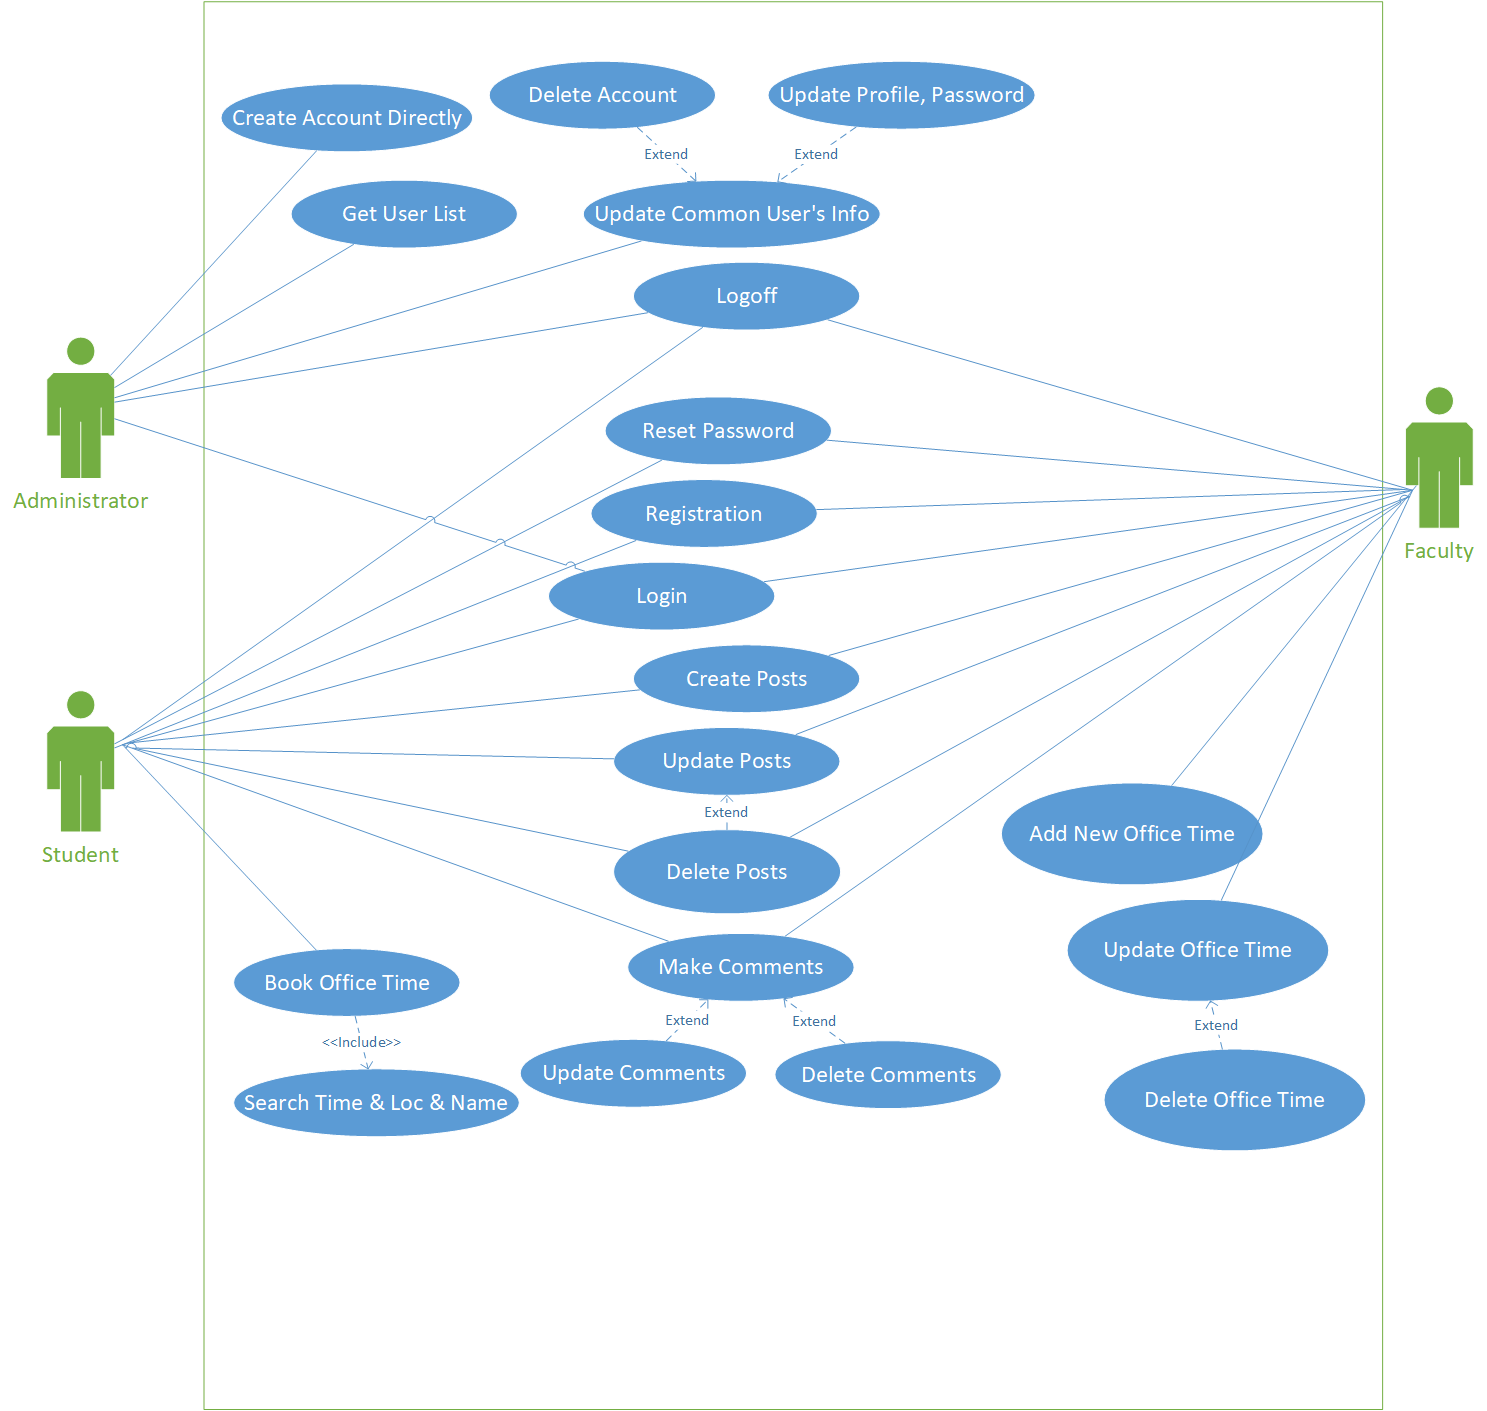 Delete Account
Update Profile, Password
Create Account Directly
Extend
Extend
Get User List
Update Common User's Info
Logoff
Reset Password
Administrator
Registration
Faculty
Login
Create Posts
Update Posts
Extend
Add New Office Time
Student
Delete Posts
Update Office Time
Make Comments
Book Office Time
Extend
Extend
Extend
<<Include>>
Update Comments
Delete Comments
Delete Office Time
Search Time & Loc & Name